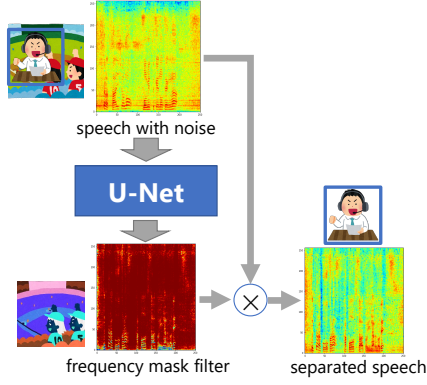 speech with noise
U-Net
×
frequency mask filter
separated speech